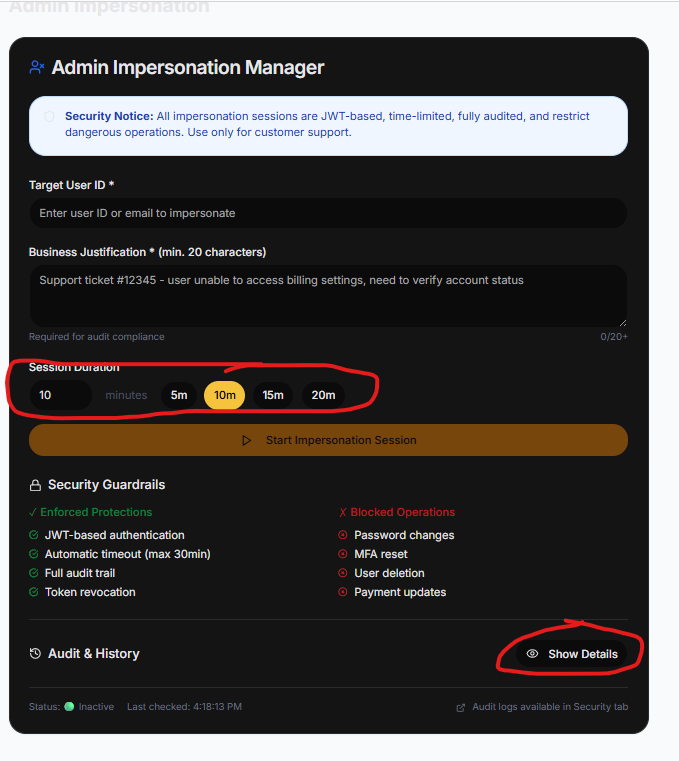 Admin Impersonation
Admin Impersonation Manager
Security Notice: All impersonation sessions are JWT-based, time-limited, fully audited, and restrict
dangerous operations. Use only for customer support.
Target User ID *
Enter user ID or email to impersonate
Business Justification * (min. 20 characters)
Support ticket #12345 - user unable to access billing settings, need to verify account status
Required for audit compliance 0/20+
Session Duration
10 minutes 5m 10m 15m 20m
Start Impersonation Session
Security Guardrails
✓ Enforced Protections
JWT-based authentication
Automatic timeout (max 30min)
Full audit trail
Token revocation
✗ Blocked Operations
Password changes
MFA reset
User deletion
Payment updates
Audit & History Show Details
Status: Inactive Last checked: 4:18:13 PM Audit logs available in Security tab